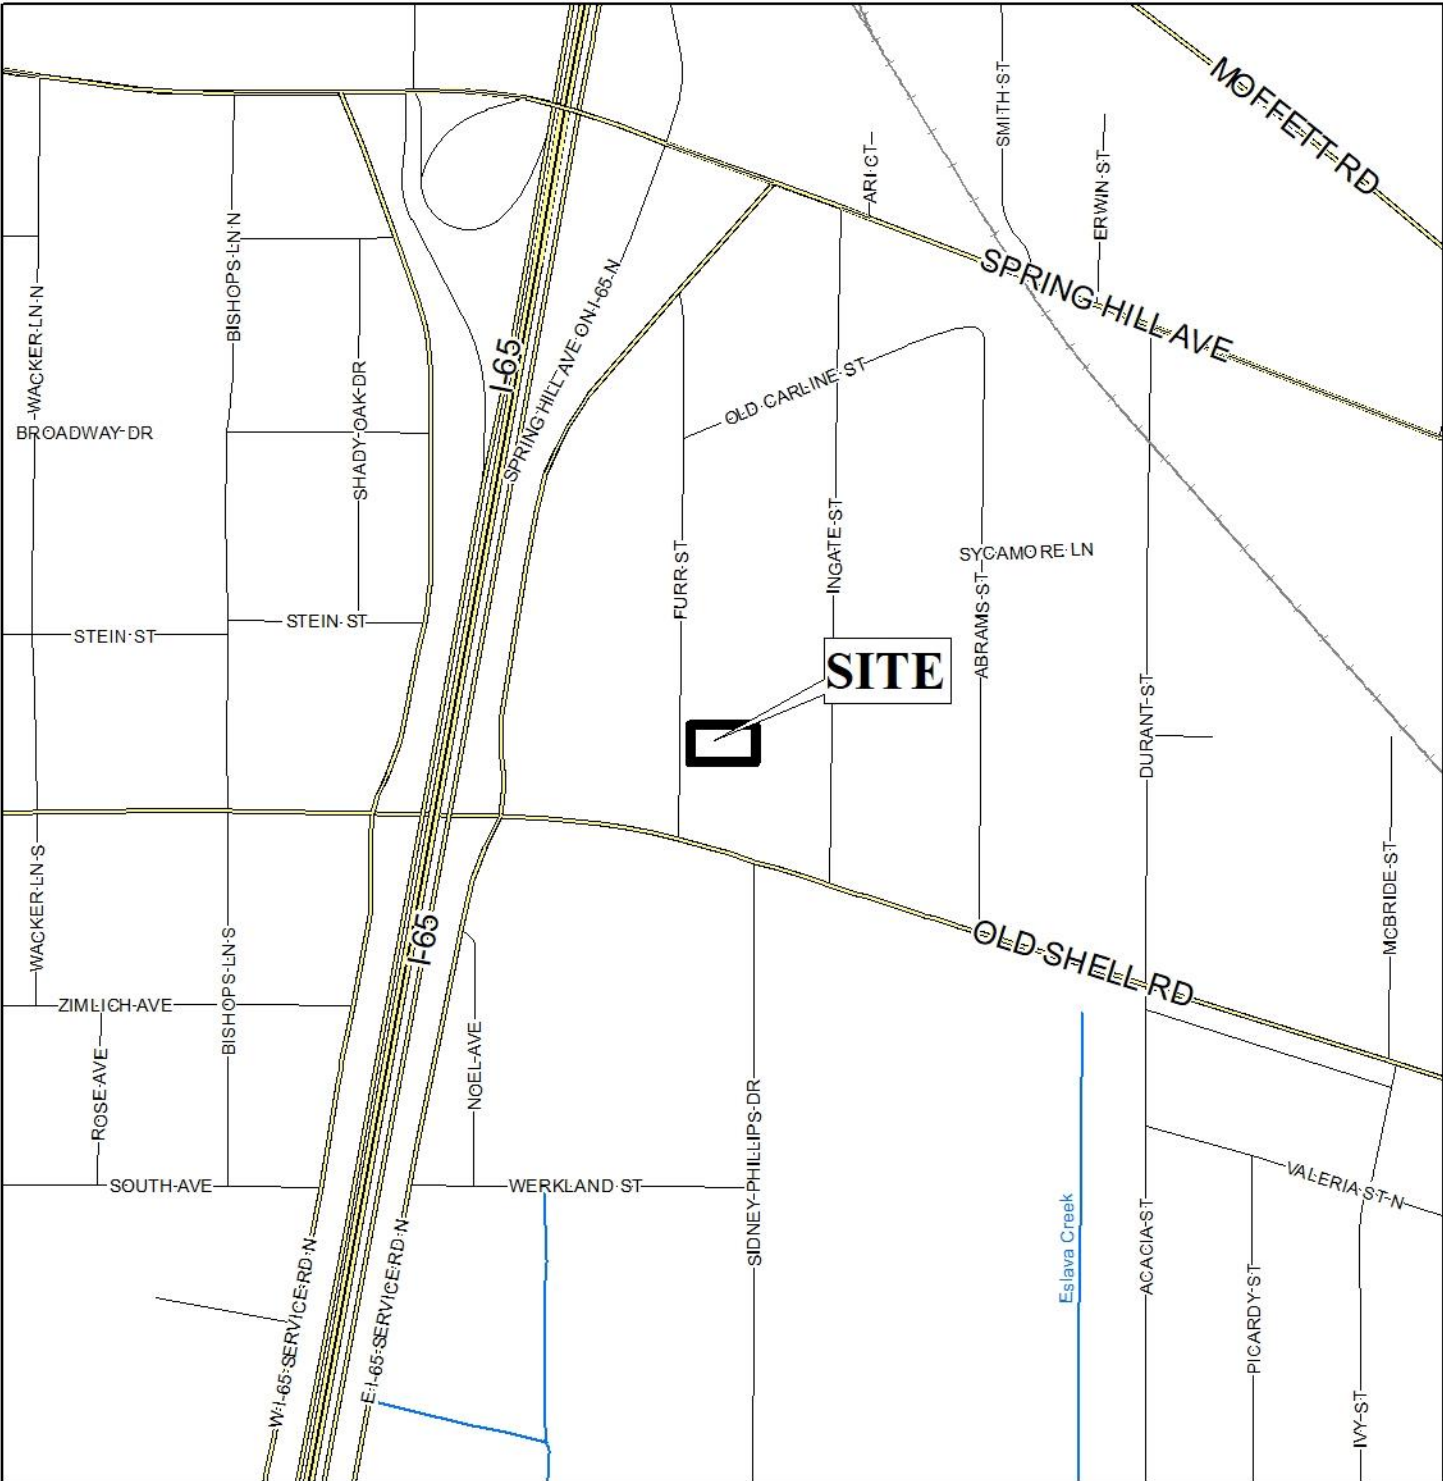 MOFFETT RD
SMITH ST
ARI CT
ERWIN ST
SPRING HILL AVE
WACKER LN N
BISHOPS LN N
SHADY OAK DR
I-65
SPRING HILL AVE ON I-65 N
OLD CARLINE ST
BROADWAY DR
FURR ST
INGATE ST
SYCAMORE LN
ABRAMS ST
STEIN ST
STEIN ST
SITE
DURANT ST
WACKER LN S
BISHOPS LN S
I-65
OLD SHELL RD
MCBRIDE ST
ZIMLICH AVE
ROSE AVE
NOEL AVE
SIDNEY PHILLIPS DR
SOUTH AVE
WERKLAND ST
VALERIA ST N
Eslava Creek
ACACIA ST
PICARDY ST
IVY ST
W I-65 SERVICE RD N
E I-65 SERVICE RD N